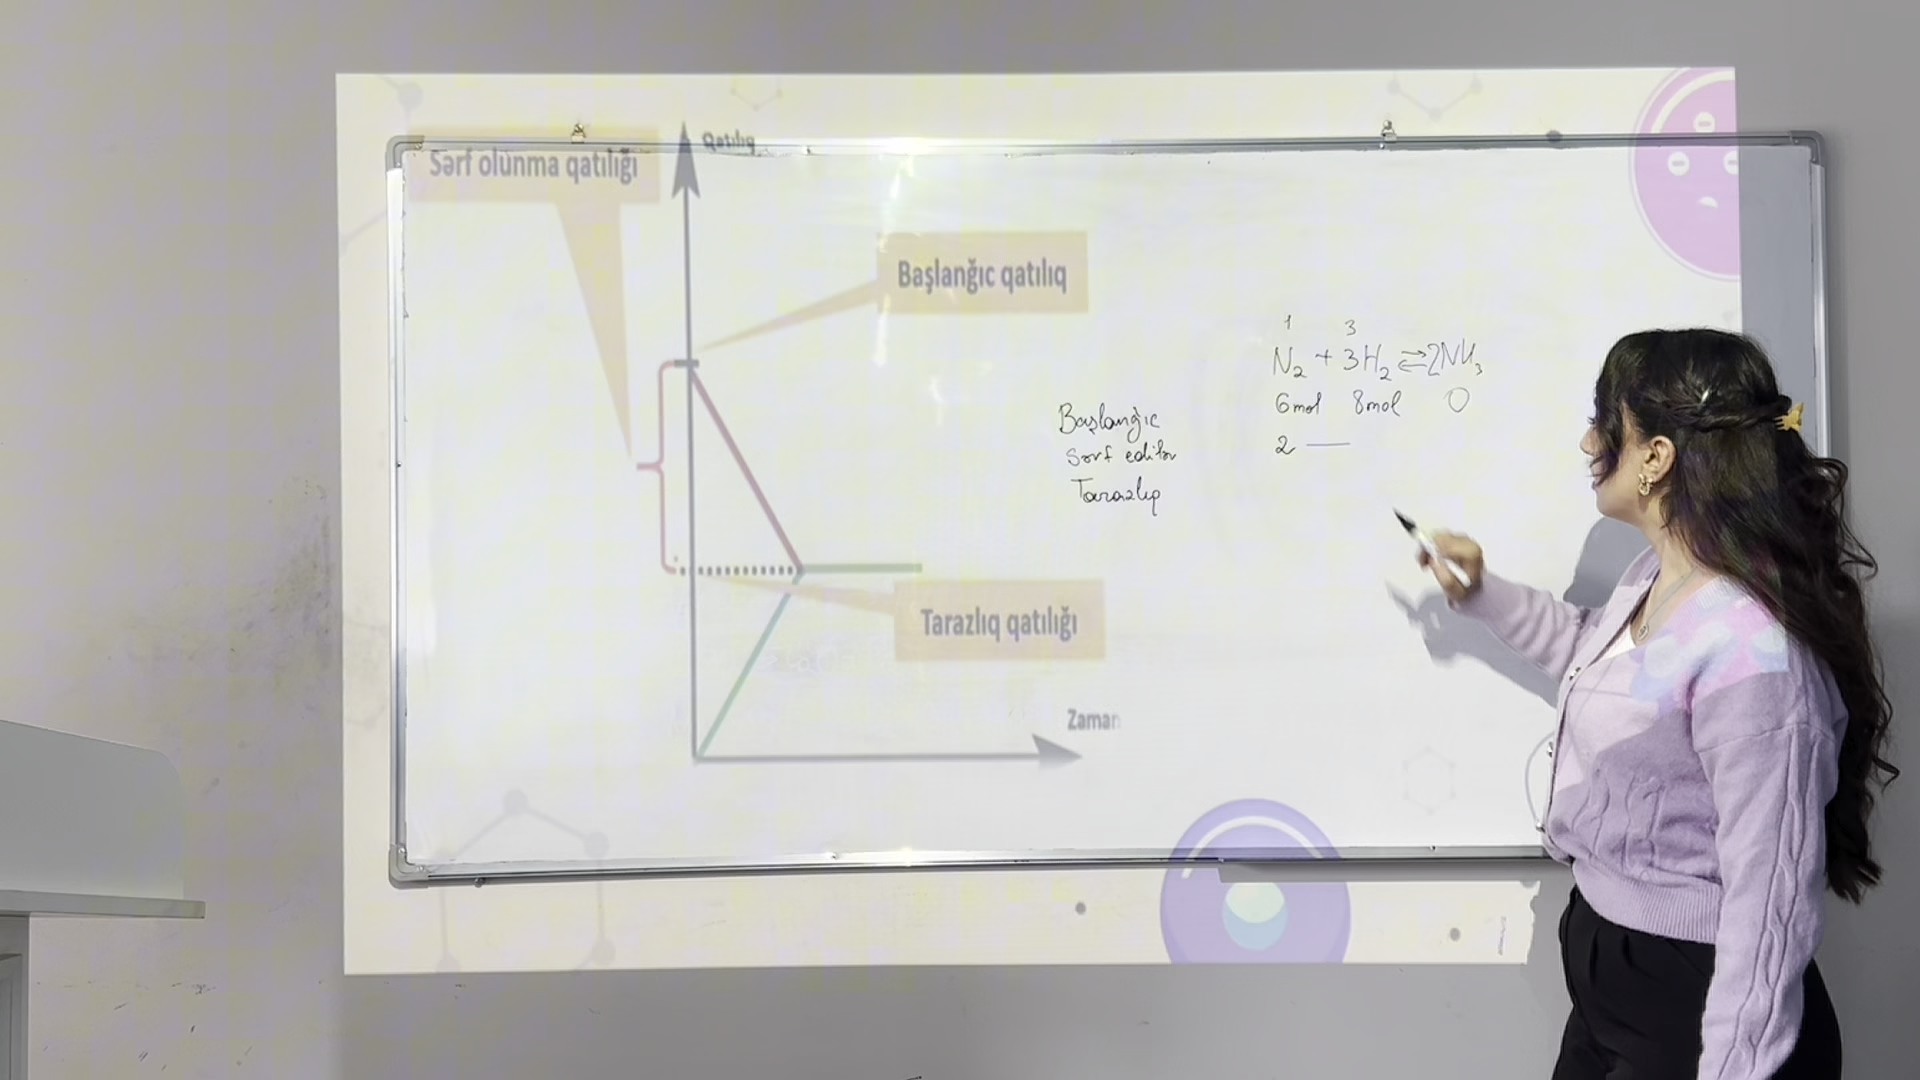 Qatılıq
Sərf olunma qatılığı
Başlanğıc qatılıq
1 3
N₂ + 3H₂ ⇌ 2NH₃
6mol 8mol 0
Başlanğıc
Sərf edilən
2 —
Tarazlıq
Tarazlıq qatılığı
Zaman